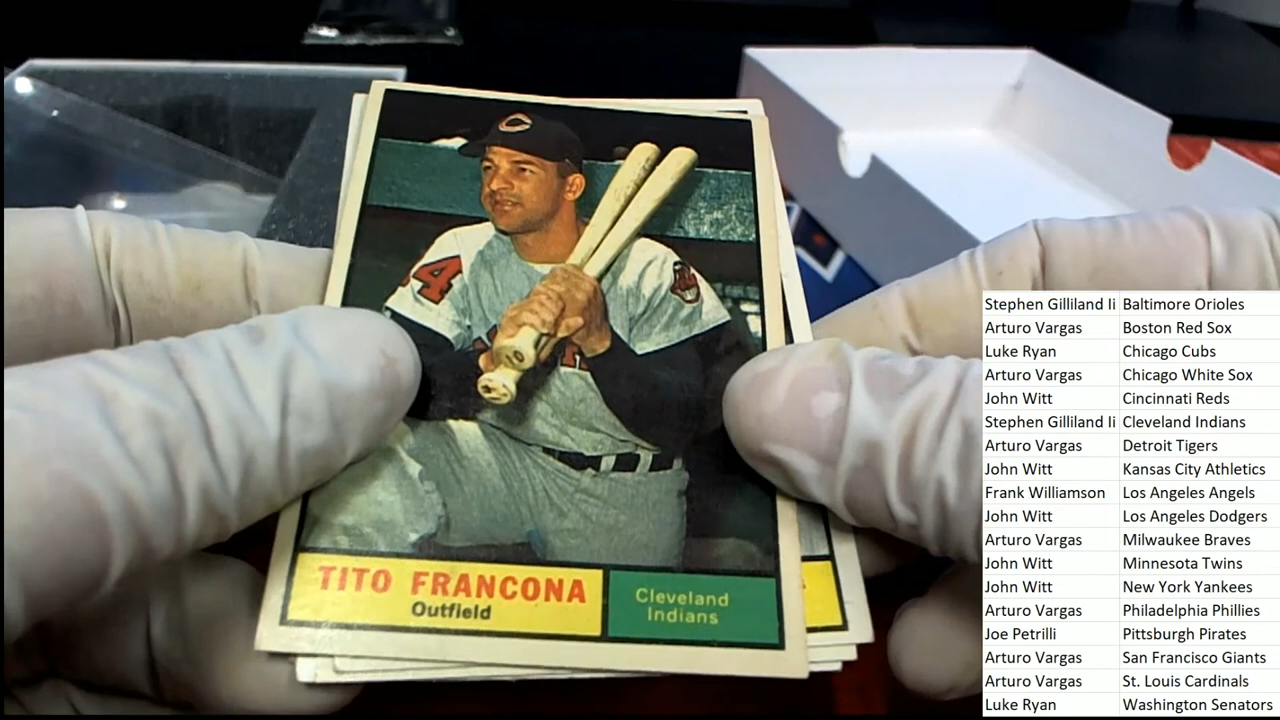 4
10
TITO FRANCONA
Outfield
Cleveland
Indians
Stephen Gilliland Ii Baltimore Orioles
Arturo Vargas Boston Red Sox
Luke Ryan Chicago Cubs
Arturo Vargas Chicago White Sox
John Witt Cincinnati Reds
Stephen Gilliland Ii Cleveland Indians
Arturo Vargas Detroit Tigers
John Witt Kansas City Athletics
Frank Williamson Los Angeles Angels
John Witt Los Angeles Dodgers
Arturo Vargas Milwaukee Braves
John Witt Minnesota Twins
John Witt New York Yankees
Arturo Vargas Philadelphia Phillies
Joe Petrilli Pittsburgh Pirates
Arturo Vargas San Francisco Giants
Arturo Vargas St. Louis Cardinals
Luke Ryan Washington Senators